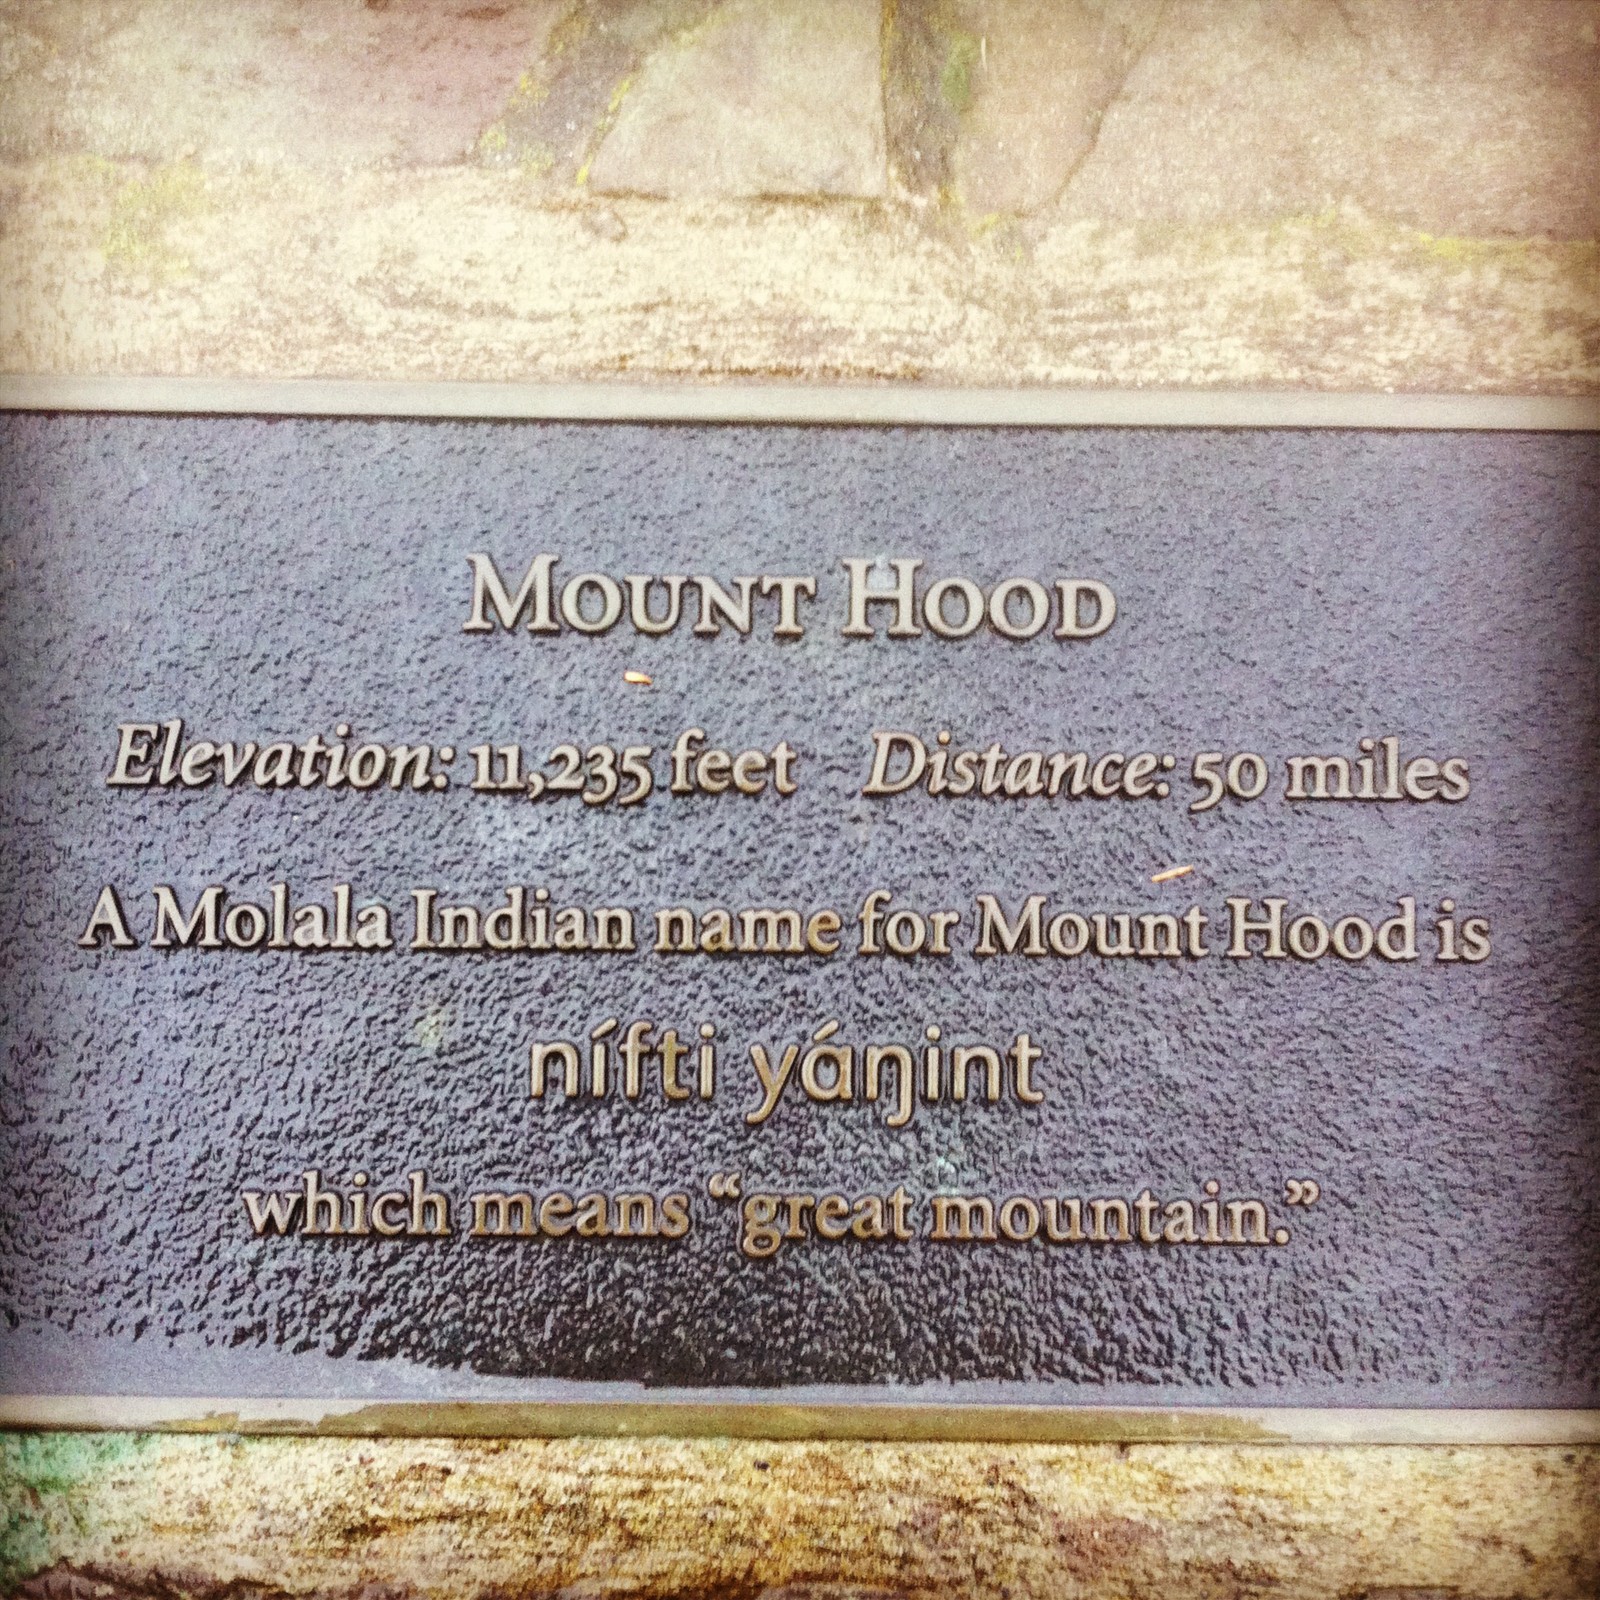 MOUNT HOOD
Elevation: 11,235 feet Distance: 50 miles
A Molala Indian name for Mount Hood is
nífti yáŋint
which means “great mountain.”